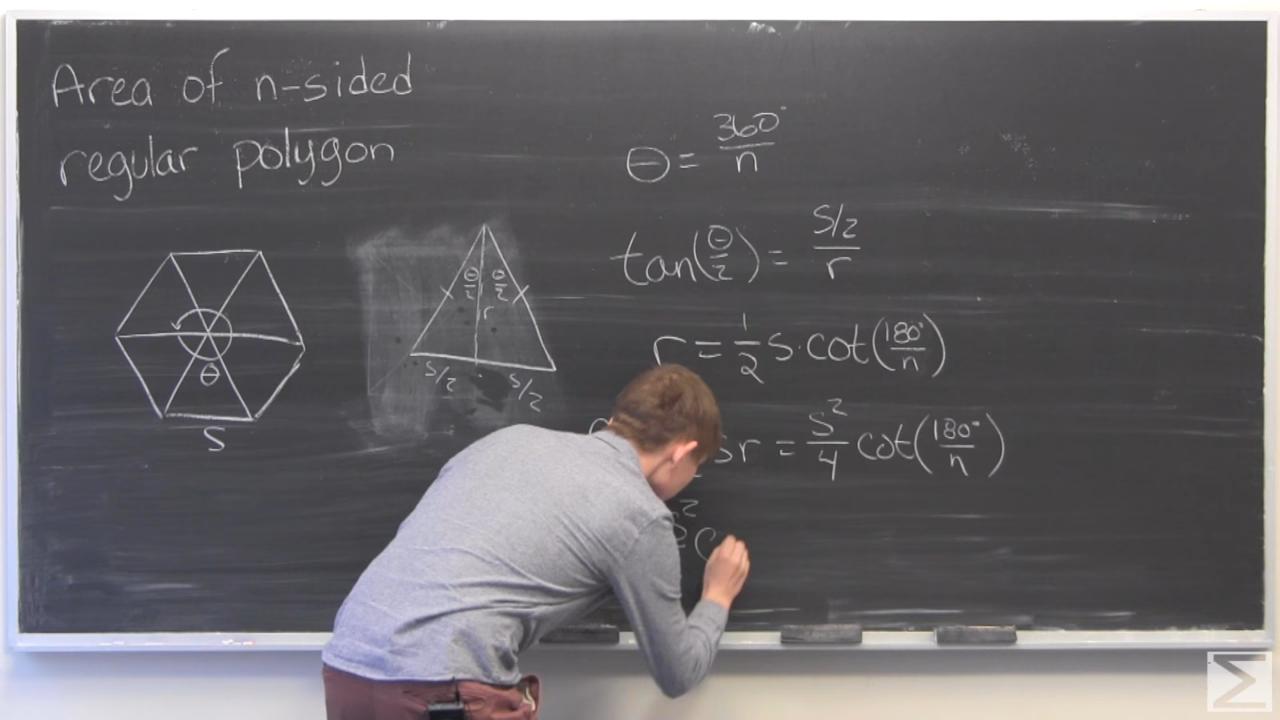 Area of n-sided
regular polygon
θ = 360°/n
tan(θ/2) = (s/2)/r
r = 1/2 s·cot(180°/n)
sr = s²/4 cot(180°/n)
θ/2 θ/2
r
s/2 s/2
θ
S
Σ